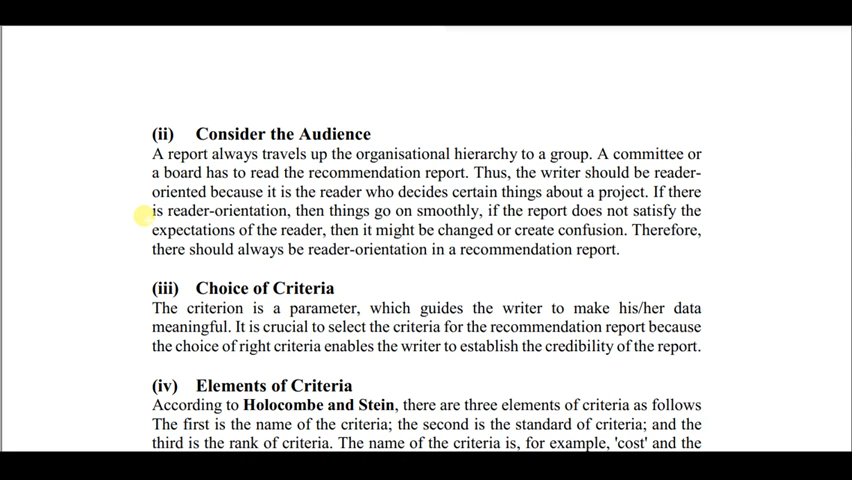 (ii) Consider the Audience
A report always travels up the organisational hierarchy to a group. A committee or
a board has to read the recommendation report. Thus, the writer should be reader-
oriented because it is the reader who decides certain things about a project. If there
is reader-orientation, then things go on smoothly, if the report does not satisfy the
expectations of the reader, then it might be changed or create confusion. Therefore,
there should always be reader-orientation in a recommendation report.
(iii) Choice of Criteria
The criterion is a parameter, which guides the writer to make his/her data
meaningful. It is crucial to select the criteria for the recommendation report because
the choice of right criteria enables the writer to establish the credibility of the report.
(iv) Elements of Criteria
According to Holocombe and Stein, there are three elements of criteria as follows
The first is the name of the criteria; the second is the standard of criteria; and the
third is the rank of criteria. The name of the criteria is, for example, 'cost' and the